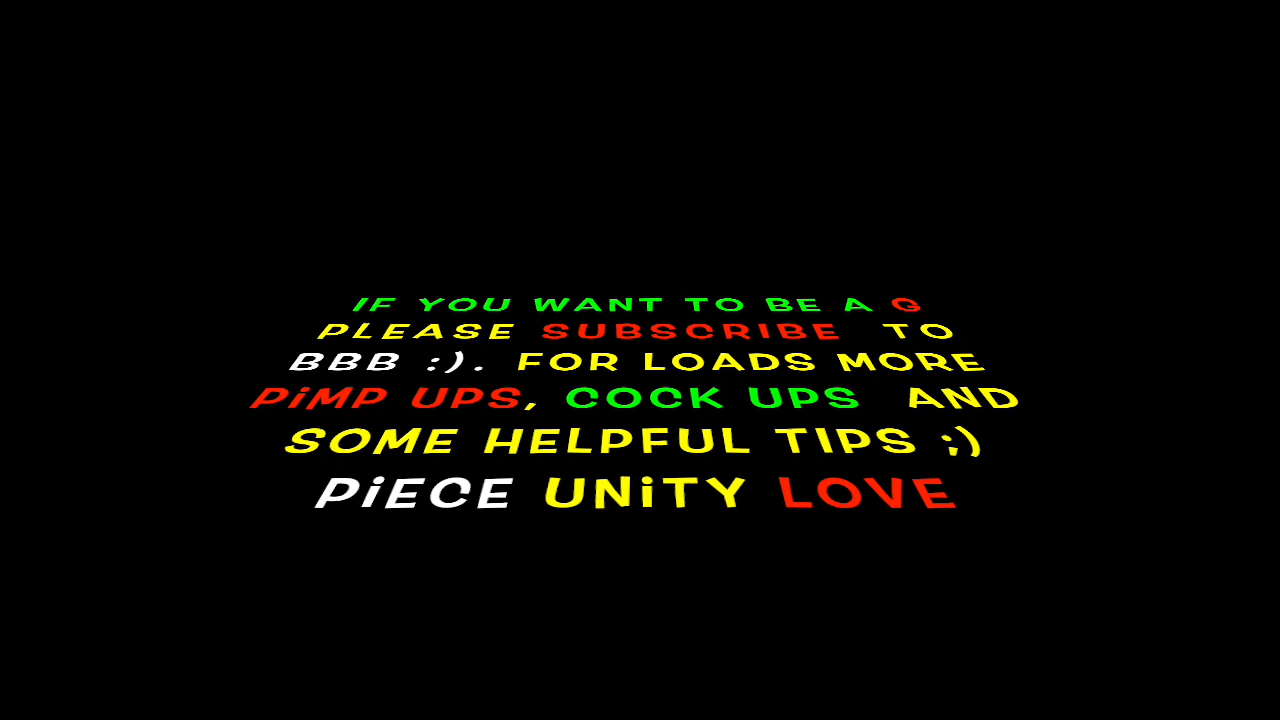 IF YOU WANT TO BE A G
PLEASE SUBSCRIBE TO
BBB :). FOR LOADS MORE
PiMP UPS, COCK UPS AND
SOME HELPFUL TIPS ;)
PiECE UNiTY LOVE